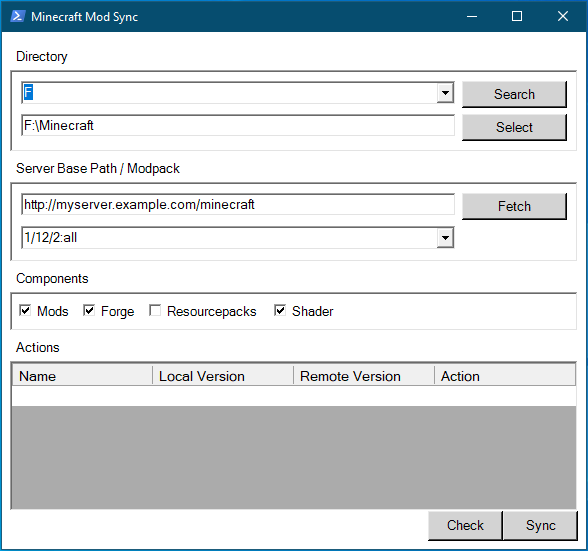 Minecraft Mod Sync
Directory
F
Search
F:\Minecraft
Select
Server Base Path / Modpack
http://myserver.example.com/minecraft
Fetch
1/12/2:all
Components
Mods Forge Resourcepacks Shader
Actions
Name Local Version Remote Version Action
Check Sync